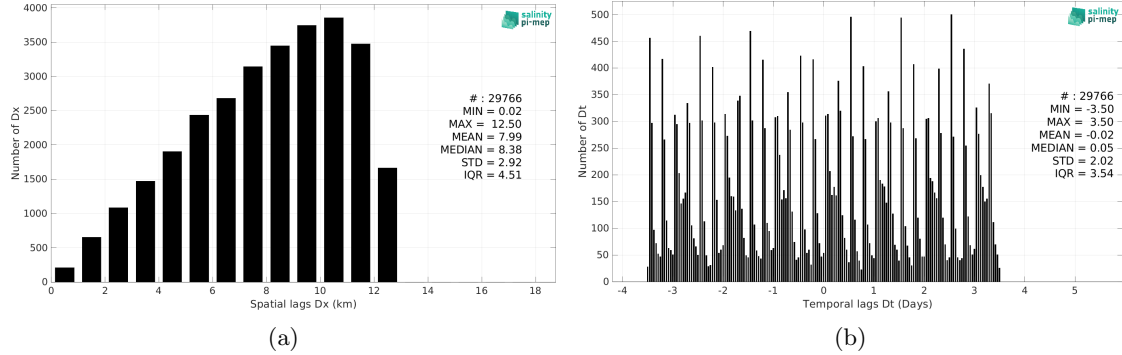 4000
3500
3000
2500
2000
1500
1000
500
0
Number of Dx
salinity
pi-mep
# : 29766
MIN = 0.02
MAX = 12.50
MEAN = 7.99
MEDIAN = 8.38
STD = 2.92
IQR = 4.51
0 2 4 6 8 10 12 14 16 18
Spatial lags Dx (km)
(a)
500
450
400
350
300
250
200
150
100
50
0
Number of Dt
salinity
pi-mep
# : 29766
MIN = -3.50
MAX = 3.50
MEAN = -0.02
MEDIAN = 0.05
STD = 2.02
IQR = 3.54
-4 -3 -2 -1 0 1 2 3 4 5
Temporal lags Dt (Days)
(b)